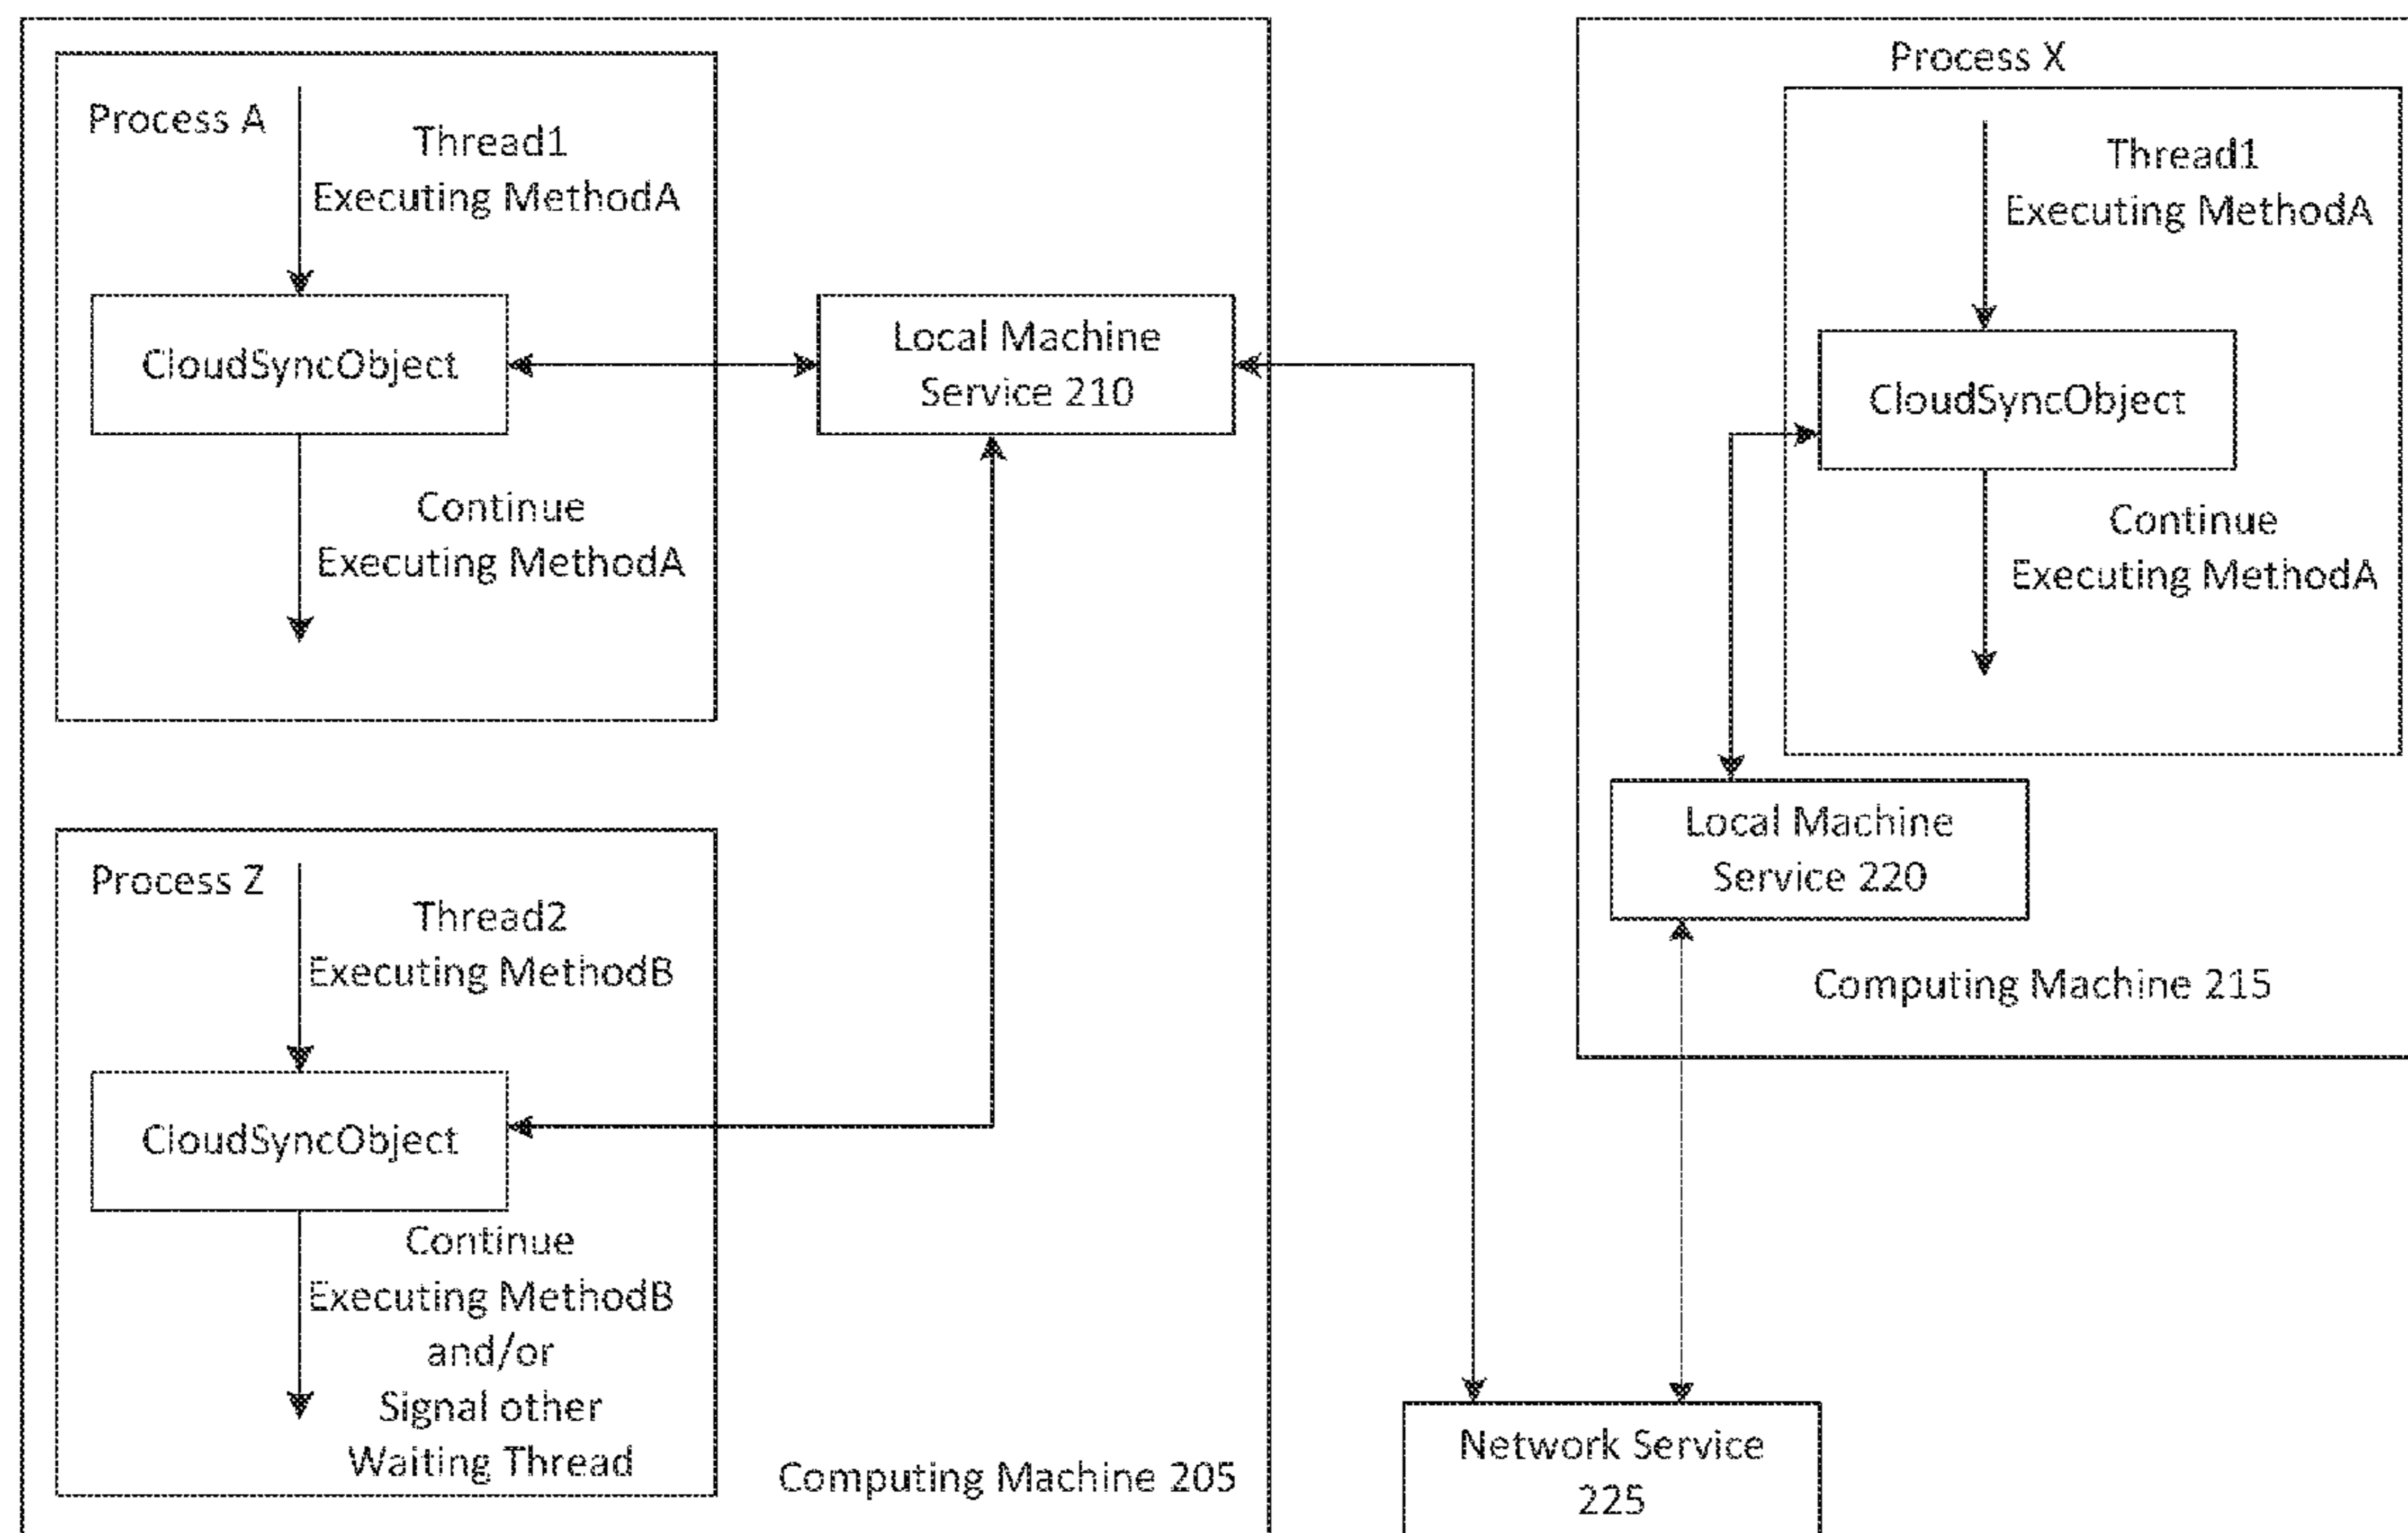 Process A
Thread1
Executing MethodA
CloudSyncObject
Continue
Executing MethodA
Local Machine
Service 210
Process Z
Thread2
Executing MethodB
CloudSyncObject
Continue
Executing MethodB
and/or
Signal other
Waiting Thread
Computing Machine 205
Process X
Thread1
Executing MethodA
CloudSyncObject
Continue
Executing MethodA
Local Machine
Service 220
Computing Machine 215
Network Service
225